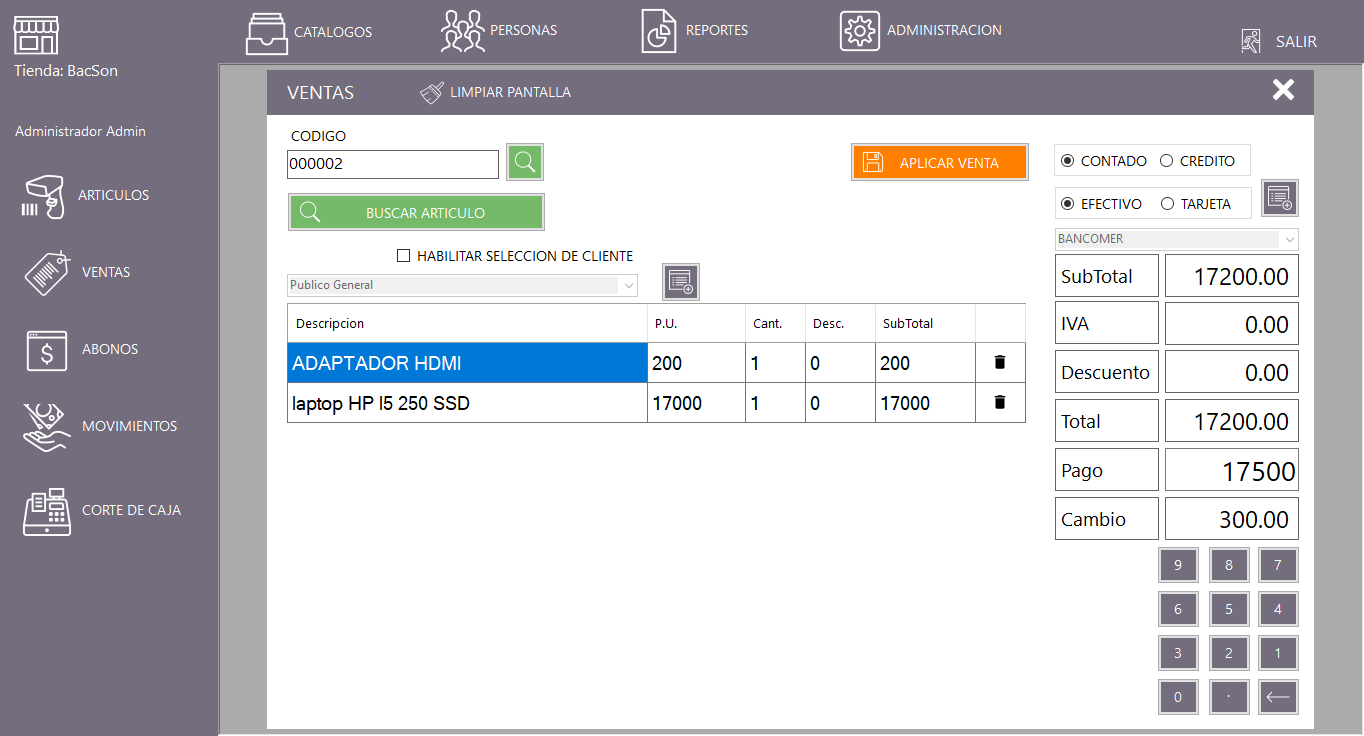 CATALOGOS
PERSONAS
REPORTES
ADMINISTRACION
SALIR
Tienda: BacSon
Administrador Admin
ARTICULOS
VENTAS
ABONOS
MOVIMIENTOS
CORTE DE CAJA
VENTAS LIMPIAR PANTALLA
CODIGO
000002
BUSCAR ARTICULO
APLICAR VENTA
CONTADO CREDITO
EFECTIVO TARJETA
BANCOMER
HABILITAR SELECCION DE CLIENTE
Publico General
Descripcion P.U. Cant. Desc. SubTotal
ADAPTADOR HDMI 200 1 0 200
laptop HP I5 250 SSD 17000 1 0 17000
SubTotal 17200.00
IVA 0.00
Descuento 0.00
Total 17200.00
Pago 17500
Cambio 300.00
9 8 7
6 5 4
3 2 1
0 .